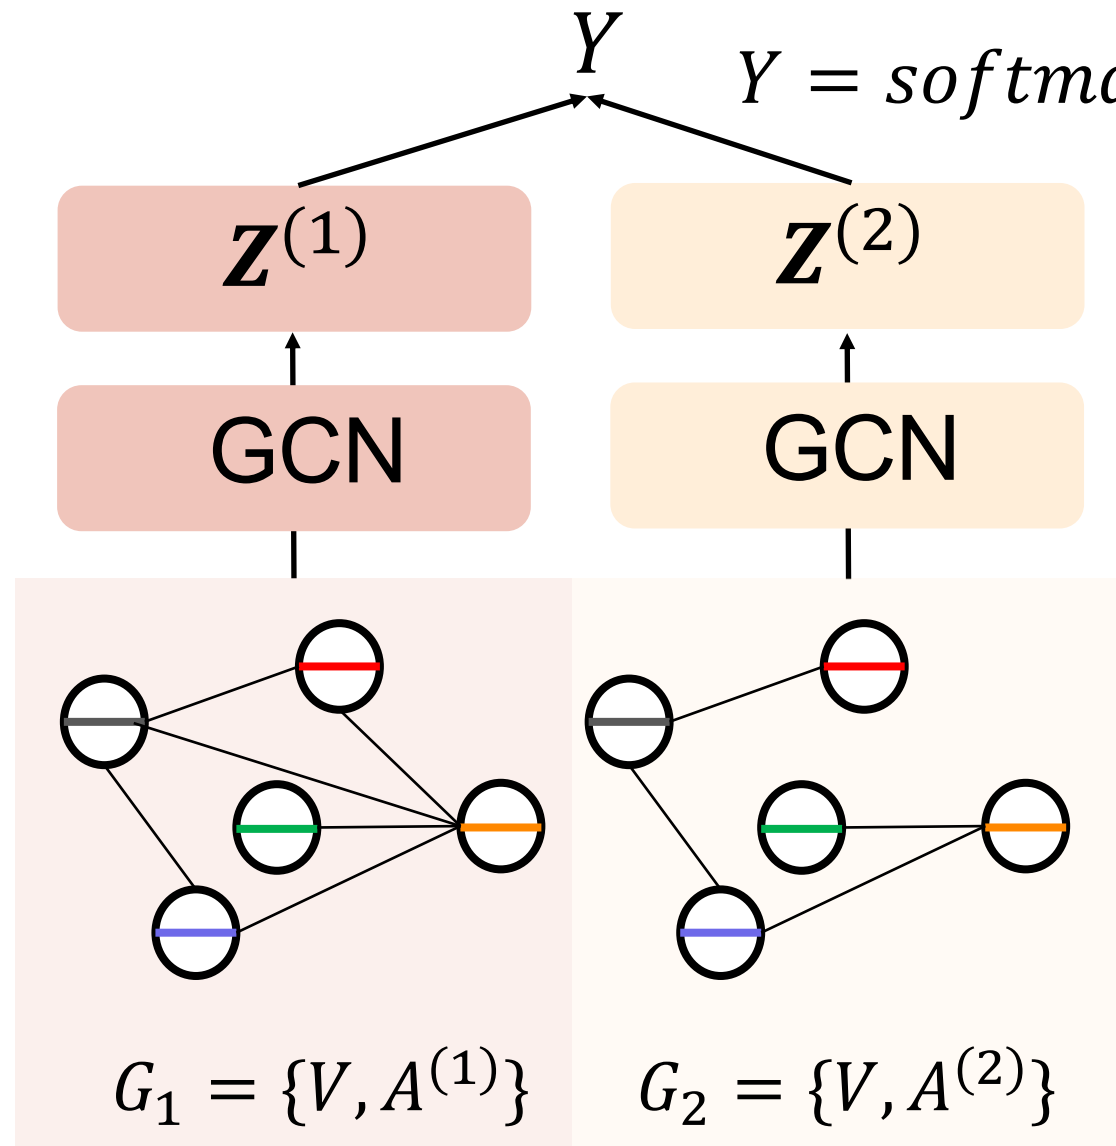 Y
Y = softma
Z^(1) Z^(2)
GCN GCN
G₁ = {V, A^(1)} G₂ = {V, A^(2)}